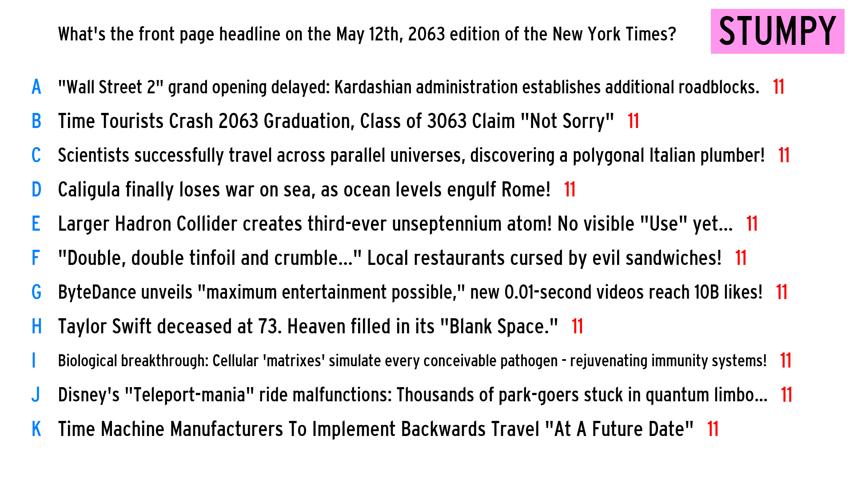 What's the front page headline on the May 12th, 2063 edition of the New York Times?
STUMPY
A "Wall Street 2" grand opening delayed: Kardashian administration establishes additional roadblocks. 11
B Time Tourists Crash 2063 Graduation, Class of 3063 Claim "Not Sorry" 11
C Scientists successfully travel across parallel universes, discovering a polygonal Italian plumber! 11
D Caligula finally loses war on sea, as ocean levels engulf Rome! 11
E Larger Hadron Collider creates third-ever unseptennium atom! No visible "Use" yet... 11
F "Double, double tinfoil and crumble..." Local restaurants cursed by evil sandwiches! 11
G ByteDance unveils "maximum entertainment possible," new 0.01-second videos reach 10B likes! 11
H Taylor Swift deceased at 73. Heaven filled in its "Blank Space." 11
I Biological breakthrough: Cellular 'matrixes' simulate every conceivable pathogen - rejuvenating immunity systems! 11
J Disney's "Teleport-mania" ride malfunctions: Thousands of park-goers stuck in quantum limbo... 11
K Time Machine Manufacturers To Implement Backwards Travel "At A Future Date" 11